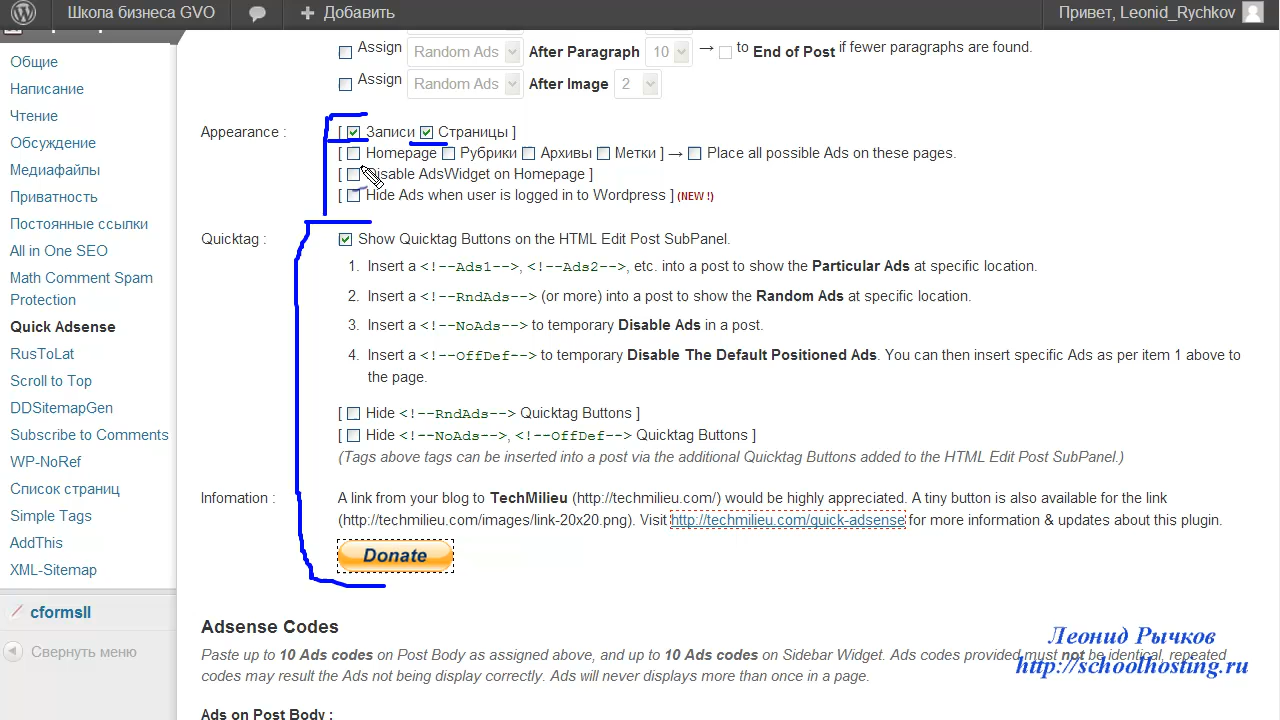 Школа бизнеса GVO Добавить Привет, Leonid_Rychkov
Общие
Написание
Чтение
Обсуждение
Медиафайлы
Приватность
Постоянные ссылки
All in One SEO
Math Comment Spam
Protection
Quick Adsense
RusToLat
Scroll to Top
DDSitemapGen
Subscribe to Comments
WP-NoRef
Список страниц
Simple Tags
AddThis
XML-Sitemap
cformsII
Свернуть меню
Assign Random Ads After Paragraph 10 → to End of Post if fewer paragraphs are found.
Assign Random Ads After Image 2
Appearance : [ Записи Страницы ]
[ Homepage Рубрики Архивы Метки ] → Place all possible Ads on these pages.
[ Disable AdsWidget on Homepage ]
[ Hide Ads when user is logged in to Wordpress ] (NEW !)
Quicktag : Show Quicktag Buttons on the HTML Edit Post SubPanel.
1. Insert a <!--Ads1-->, <!--Ads2-->, etc. into a post to show the Particular Ads at specific location.
2. Insert a <!--RndAds--> (or more) into a post to show the Random Ads at specific location.
3. Insert a <!--NoAds--> to temporary Disable Ads in a post.
4. Insert a <!--OffDef--> to temporary Disable The Default Positioned Ads. You can then insert specific Ads as per item 1 above to
the page.
[ Hide <!--RndAds--> Quicktag Buttons ]
[ Hide <!--NoAds-->, <!--OffDef--> Quicktag Buttons ]
(Tags above tags can be inserted into a post via the additional Quicktag Buttons added to the HTML Edit Post SubPanel.)
Infomation : A link from your blog to TechMilieu (http://techmilieu.com/) would be highly appreciated. A tiny button is also available for the link
(http://techmilieu.com/images/link-20x20.png). Visit http://techmilieu.com/quick-adsense for more information & updates about this plugin.
Donate
Adsense Codes
Paste up to 10 Ads codes on Post Body as assigned above, and up to 10 Ads codes on Sidebar Widget. Ads codes provided must not be identical, repeated
codes may result the Ads not being display correctly. Ads will never displays more than once in a page.
Ads on Post Body :
Леонид Рычков
http://schoolhosting.ru